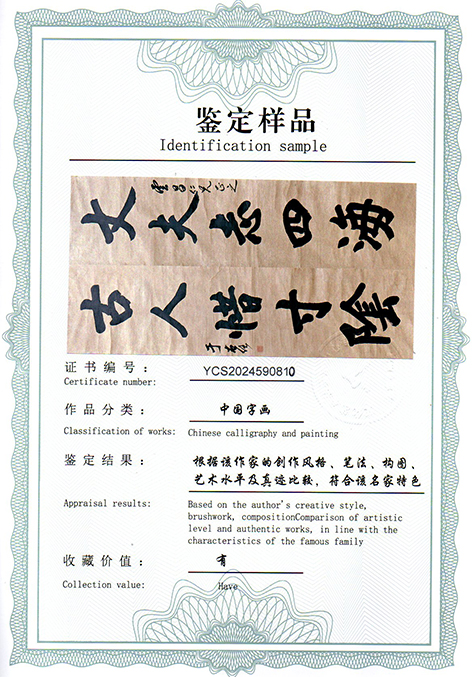 鉴定样品
Identification sample
丈夫志四海
古人惜寸陰
于右任
证书编号： YCS2024590810
Certificate number:
作品分类： 中国字画
Classification of works: Chinese calligraphy and painting
鉴定结果： 根据该作家的创作风格、笔法、构图、
艺术水平及真迹比较，符合该名家特色
Appraisal results: Based on the author's creative style,
brushwork, compositionComparison of artistic
level and authentic works, in line with the
characteristics of the famous family
收藏价值： 有
Collection value: Have